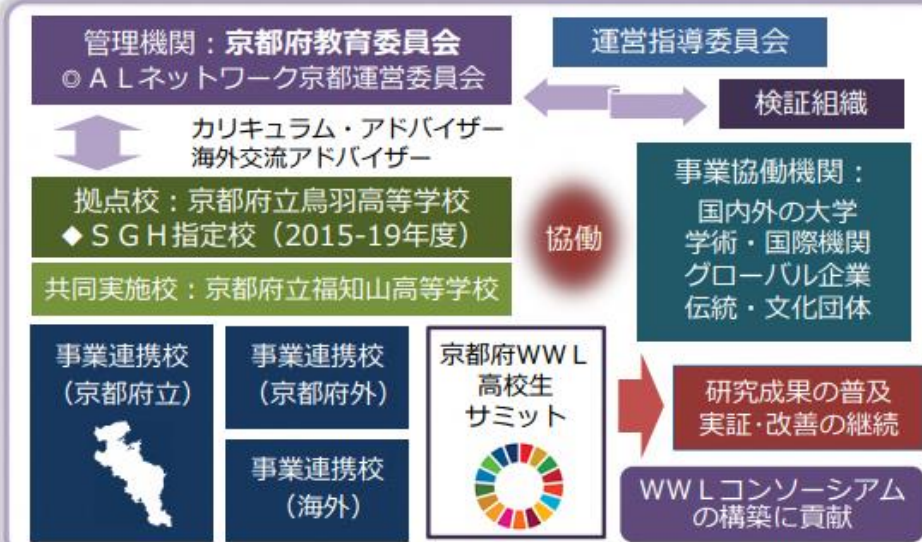 管理機関：京都府教育委員会
◎ＡＬネットワーク京都運営委員会
運営指導委員会
検証組織
カリキュラム・アドバイザー
海外交流アドバイザー
拠点校：京都府立鳥羽高等学校
◆ＳＧＨ指定校（2015-19年度）
共同実施校：京都府立福知山高等学校
協働
事業協働機関：
国内外の大学
学術・国際機関
グローバル企業
伝統・文化団体
事業連携校
（京都府立）
事業連携校
（京都府外）
事業連携校
（海外）
京都府ＷＷＬ
高校生
サミット
研究成果の普及
実証･改善の継続
ＷＷＬコンソーシアム
の構築に貢献